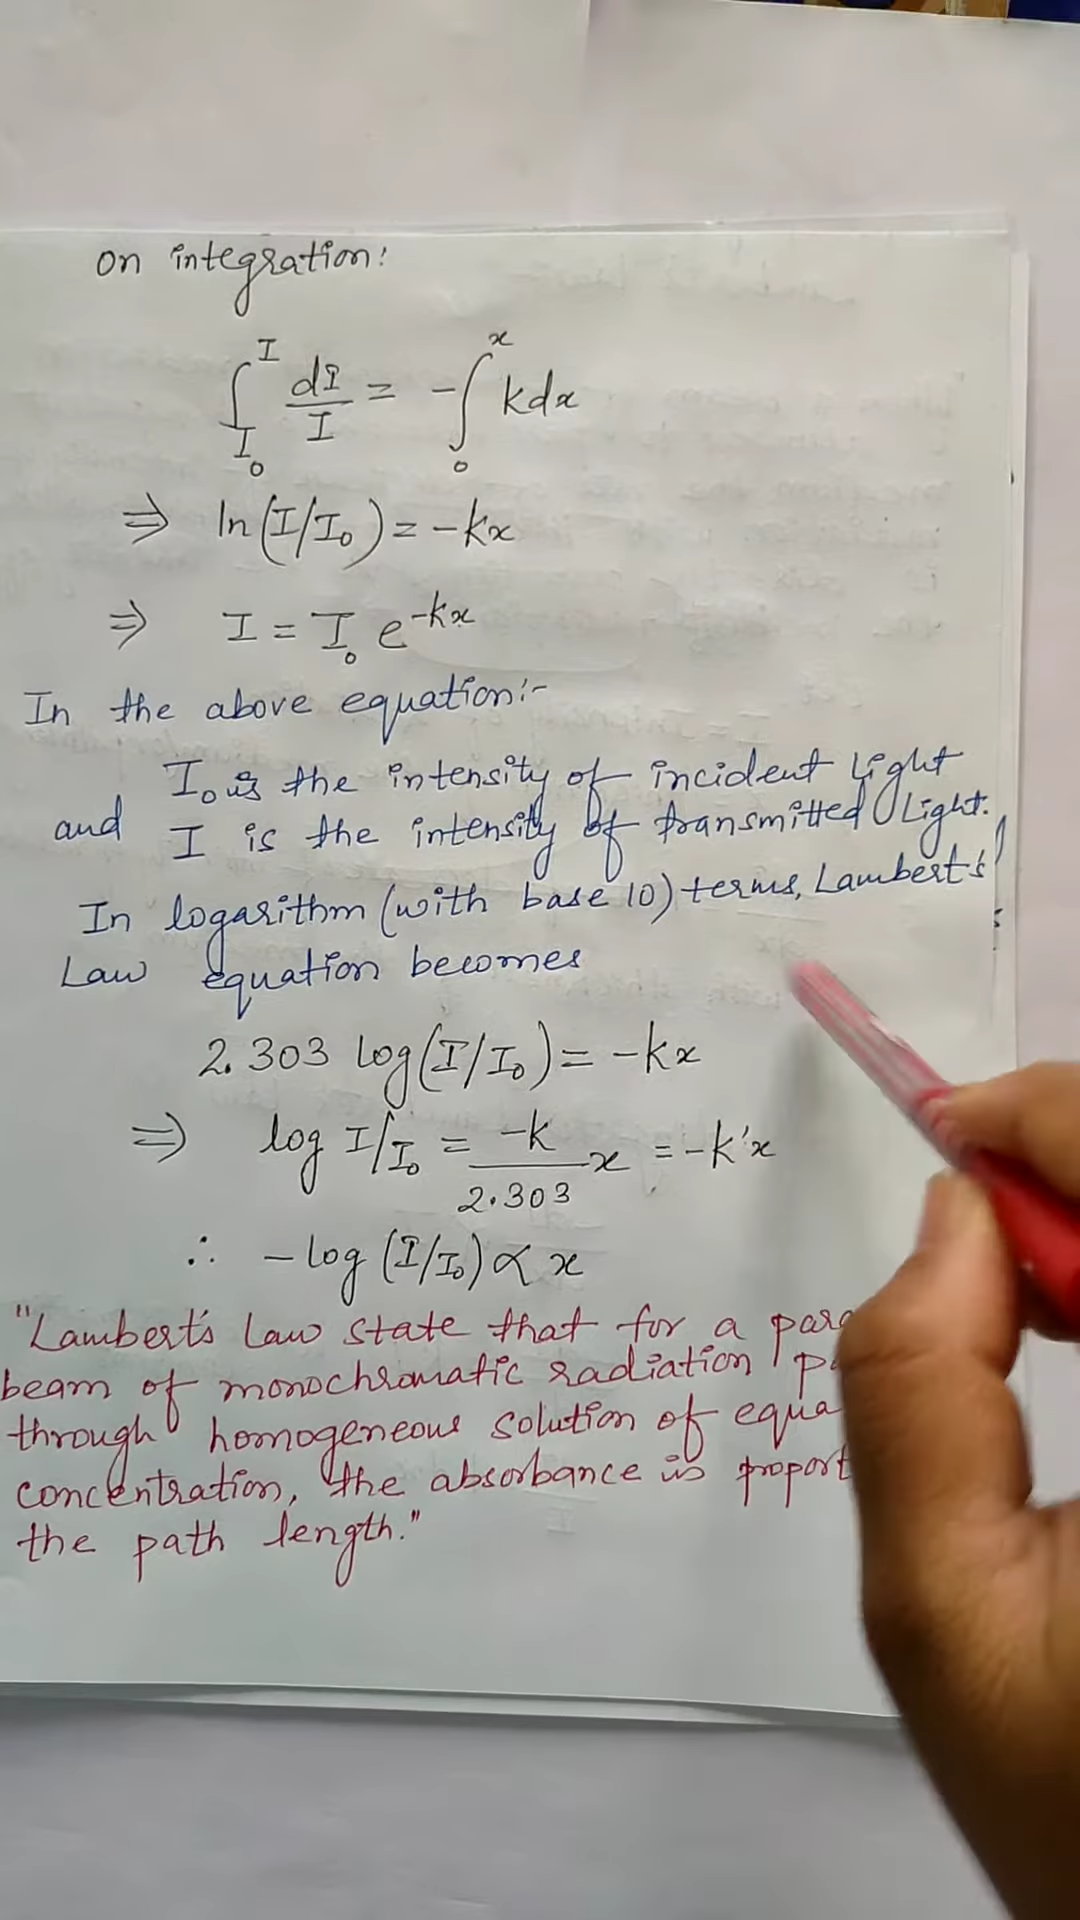 on integration:
∫_{I₀}^{I} dI/I = -∫_{0}^{x} kdx
⇒ ln(I/I₀) = -kx
⇒ I = I₀ e^{-kx}
In the above equation:-
I₀ is the intensity of incident light
and I is the intensity of transmitted light.
In logarithm (with base 10) terms, Lambert's
Law equation becomes
2.303 log(I/I₀) = -kx
⇒ log I/I₀ = -k/2.303 x = -k'x
∴ -log (I/I₀) ∝ x
"Lambert's Law state that for a
beam of monochromatic radiation
through homogeneous solution of
concentration, the absorbance is
the path length."